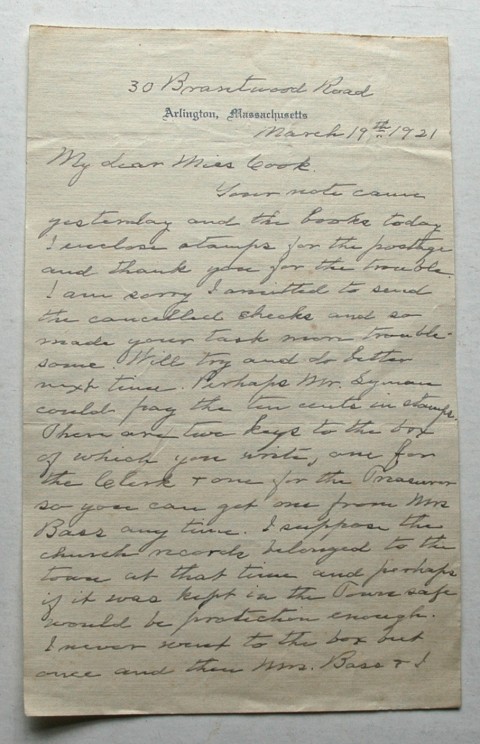 30 Brantwood Road
Arlington, Massachusetts
March 19th 1921
My dear Miss Cook.
Your note came
yesterday and the books today
I enclose stamps for the postage
and thank you for the trouble.
I am sorry I omitted to send
the cancelled checks and so
made your task more trouble-
some. Will try and do better
next time. Perhaps Mr. Lyman
could pay the ten cents in stamps.
There are two keys to the box
of which you write, one for
the Clerk + one for the Treasurer
so you can get one from Mrs
Bass any time. I suppose the
church records belonged to the
town at that time and perhaps
if it was kept in the Town safe
would be protection enough.
I never went to the box but
once and then Mrs. Bass + I